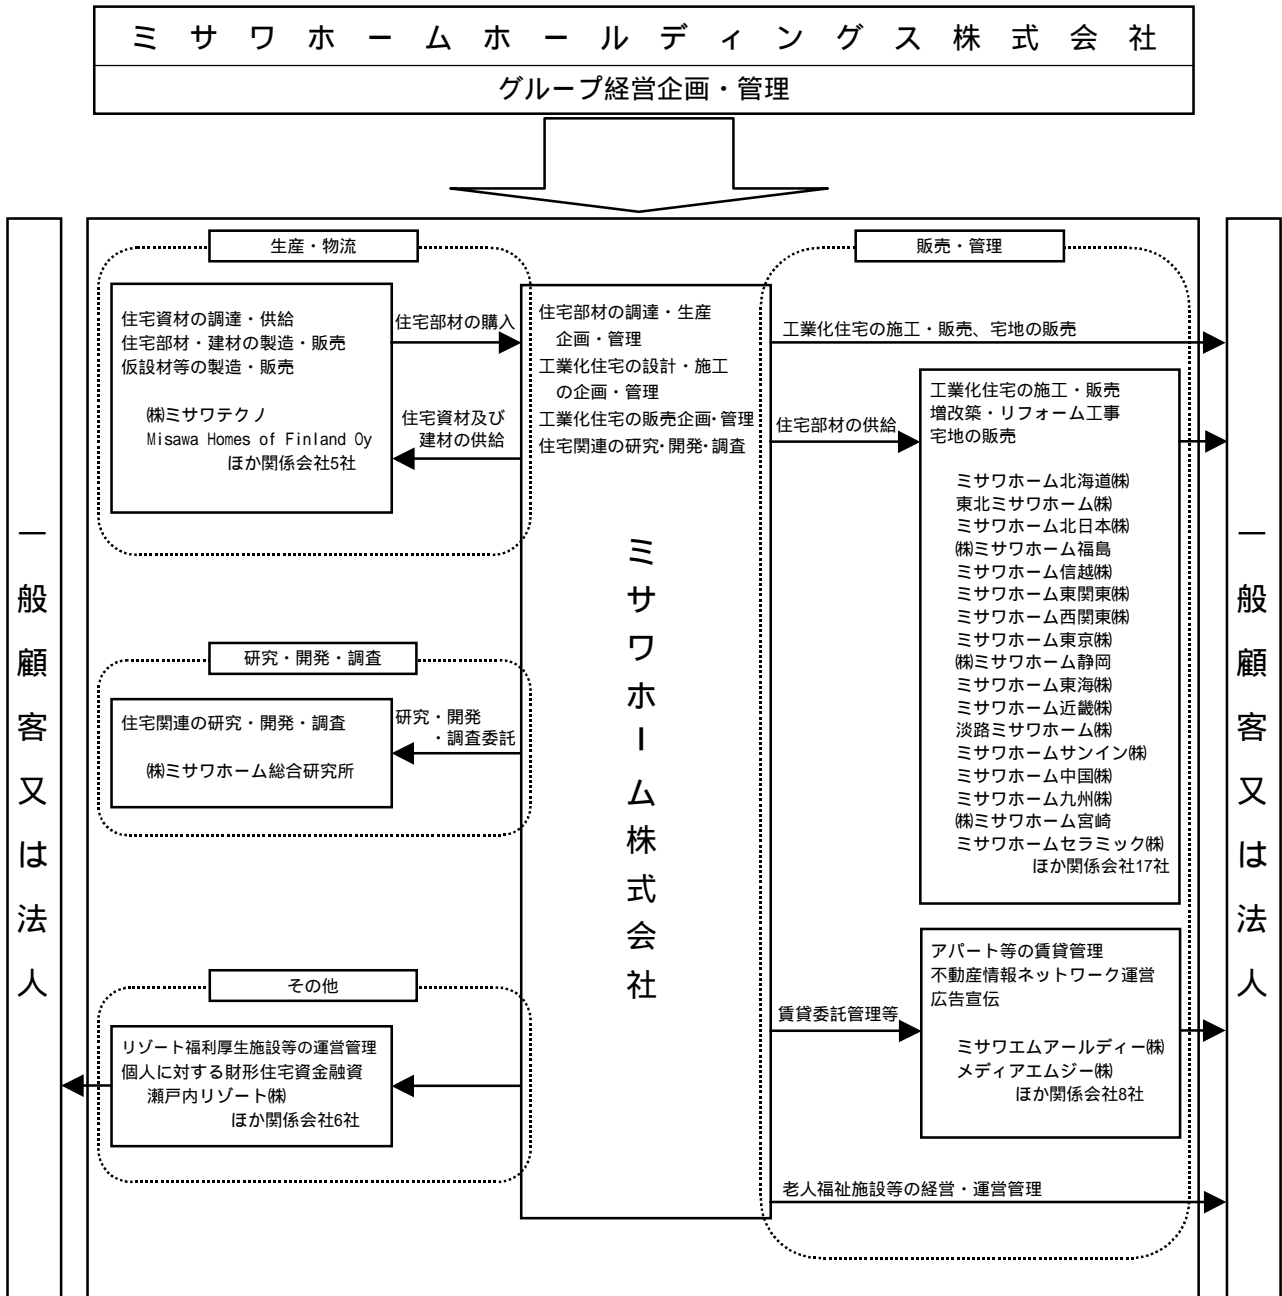 ミサワホームホールディングス株式会社
グループ経営企画・管理
一般顧客又は法人
生産・物流
住宅資材の調達・供給
住宅部材・建材の製造・販売
仮設材等の製造・販売
㈱ミサワテクノ
Misawa Homes of Finland Oy
ほか関係会社5社
住宅部材の購入
住宅資材及び
建材の供給
研究・開発・調査
住宅関連の研究・開発・調査
㈱ミサワホーム総合研究所
研究・開発
・調査委託
その他
リゾート福利厚生施設等の運営管理
個人に対する財形住宅資金融資
瀬戸内リゾート㈱
ほか関係会社6社
住宅部材の調達・生産
企画・管理
工業化住宅の設計・施工
の企画・管理
工業化住宅の販売企画・管理
住宅関連の研究・開発・調査
ミサワホーム株式会社
販売・管理
工業化住宅の施工・販売、宅地の販売
住宅部材の供給
工業化住宅の施工・販売
増改築・リフォーム工事
宅地の販売
ミサワホーム北海道㈱
東北ミサワホーム㈱
ミサワホーム北日本㈱
㈱ミサワホーム福島
ミサワホーム信越㈱
ミサワホーム東関東㈱
ミサワホーム西関東㈱
ミサワホーム東京㈱
㈱ミサワホーム静岡
ミサワホーム東海㈱
ミサワホーム近畿㈱
淡路ミサワホーム㈱
ミサワホームサンイン㈱
ミサワホーム中国㈱
ミサワホーム九州㈱
㈱ミサワホーム宮崎
ミサワホームセラミック㈱
ほか関係会社17社
賃貸委託管理等
アパート等の賃貸管理
不動産情報ネットワーク運営
広告宣伝
ミサワエムアールディー㈱
メディアエムジー㈱
ほか関係会社8社
老人福祉施設等の経営・運営管理
一般顧客又は法人